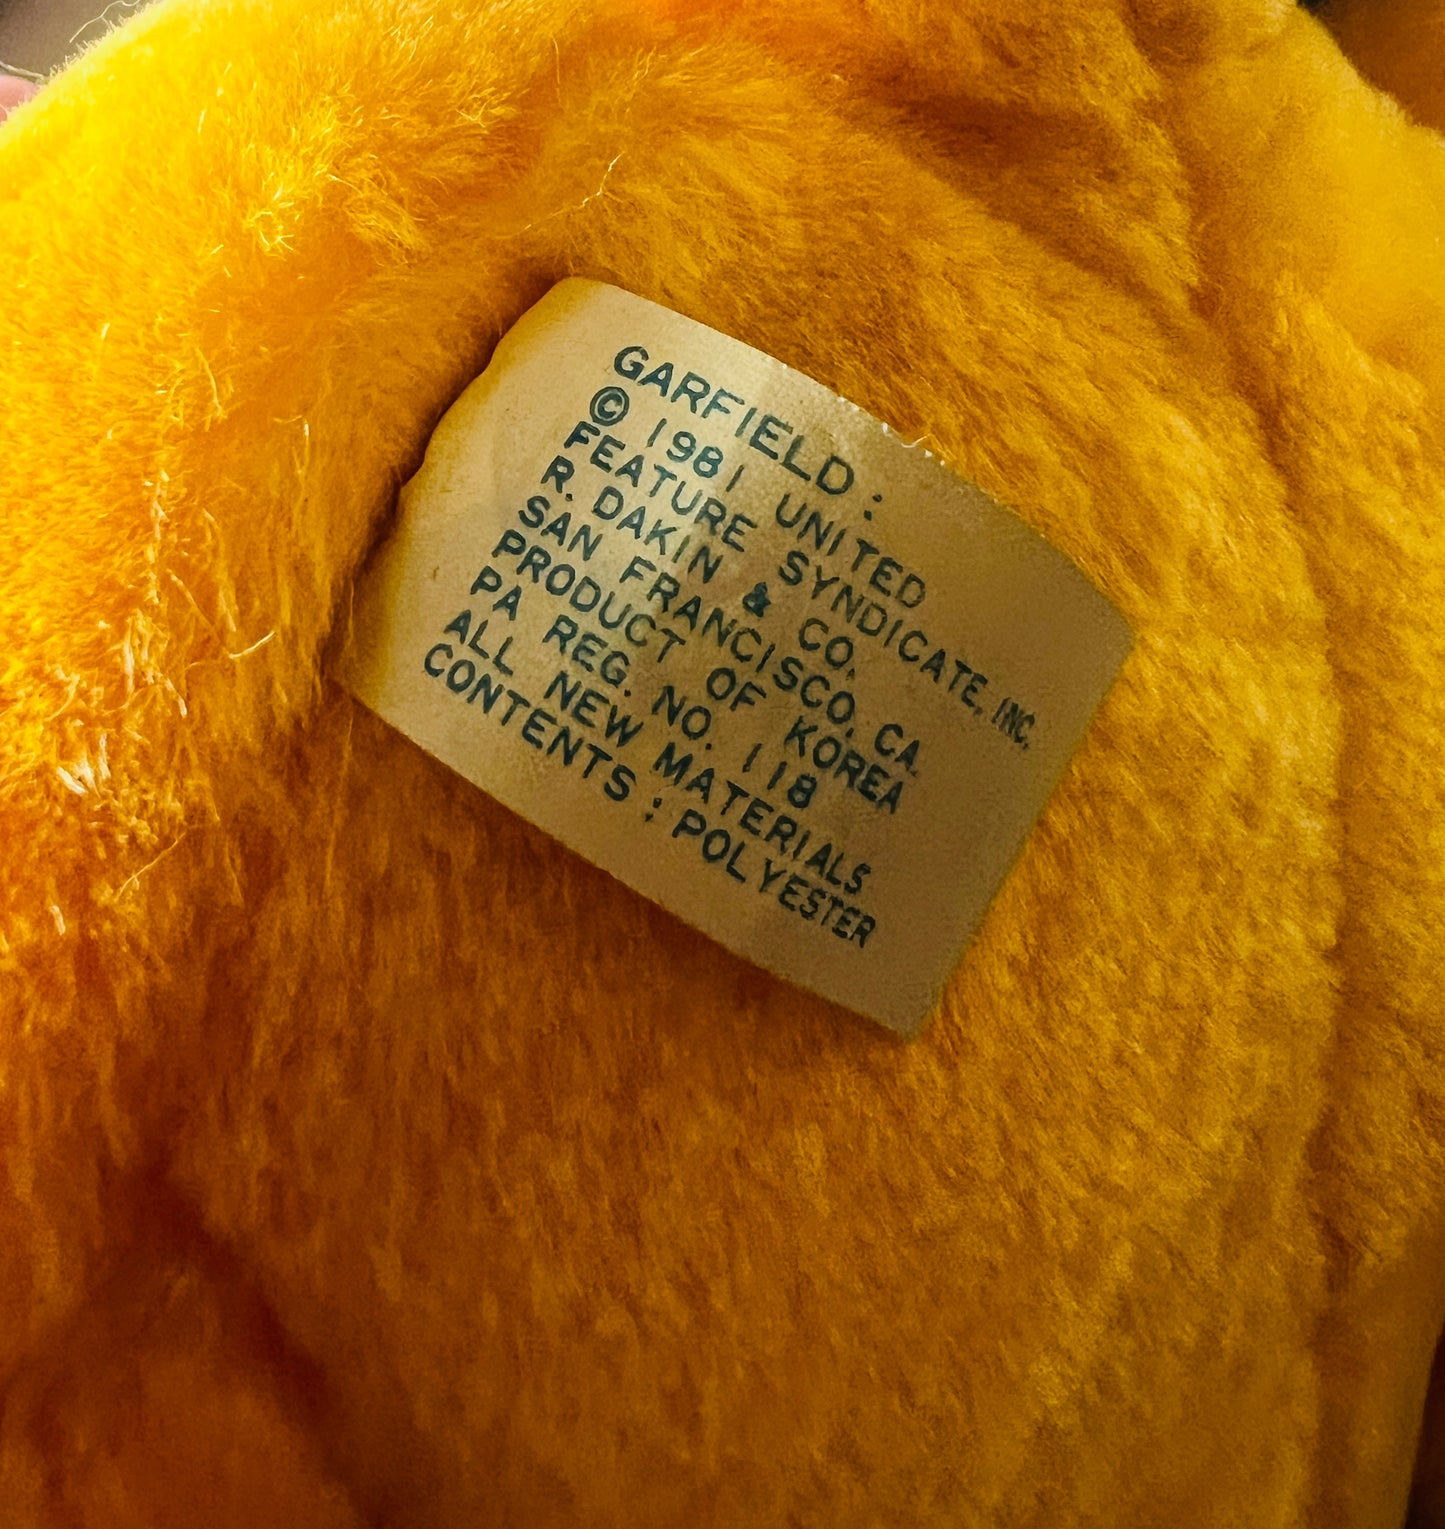 GARFIELD:
© 1981 UNITED
FEATURE SYNDICATE, INC.
R. DAKIN & CO.
SAN FRANCISCO, CA.
PRODUCT OF KOREA
PA REG. NO. 118
ALL NEW MATERIALS
CONTENTS: POLYESTER